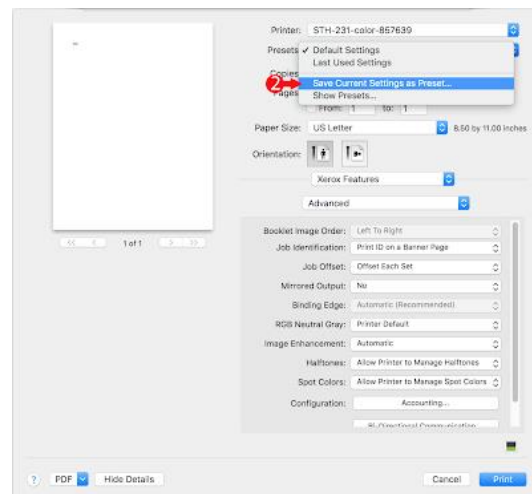 Printer: STH-231-color-857639
Presets ✓ Default Settings
Last Used Settings
Copies
2 Save Current Settings as Preset...
Pages Show Presets...
From: 1 to: 1
Paper Size: US Letter 8.50 by 11.00 inches
Orientation:
Xerox Features
Advanced
Booklet Image Order: Left To Right
1 of 1 Job Identification: Print ID on a Banner Page
Job Offset: Offset Each Set
Mirrored Output: No
Binding Edge: Automatic (Recommended)
RGB Neutral Gray: Printer Default
Image Enhancement: Automatic
Halftones: Allow Printer to Manage Halftones
Spot Colors: Allow Printer to Manage Spot Colors
Configuration: Accounting...
Bi-Directional Communication
? PDF Hide Details Cancel Print